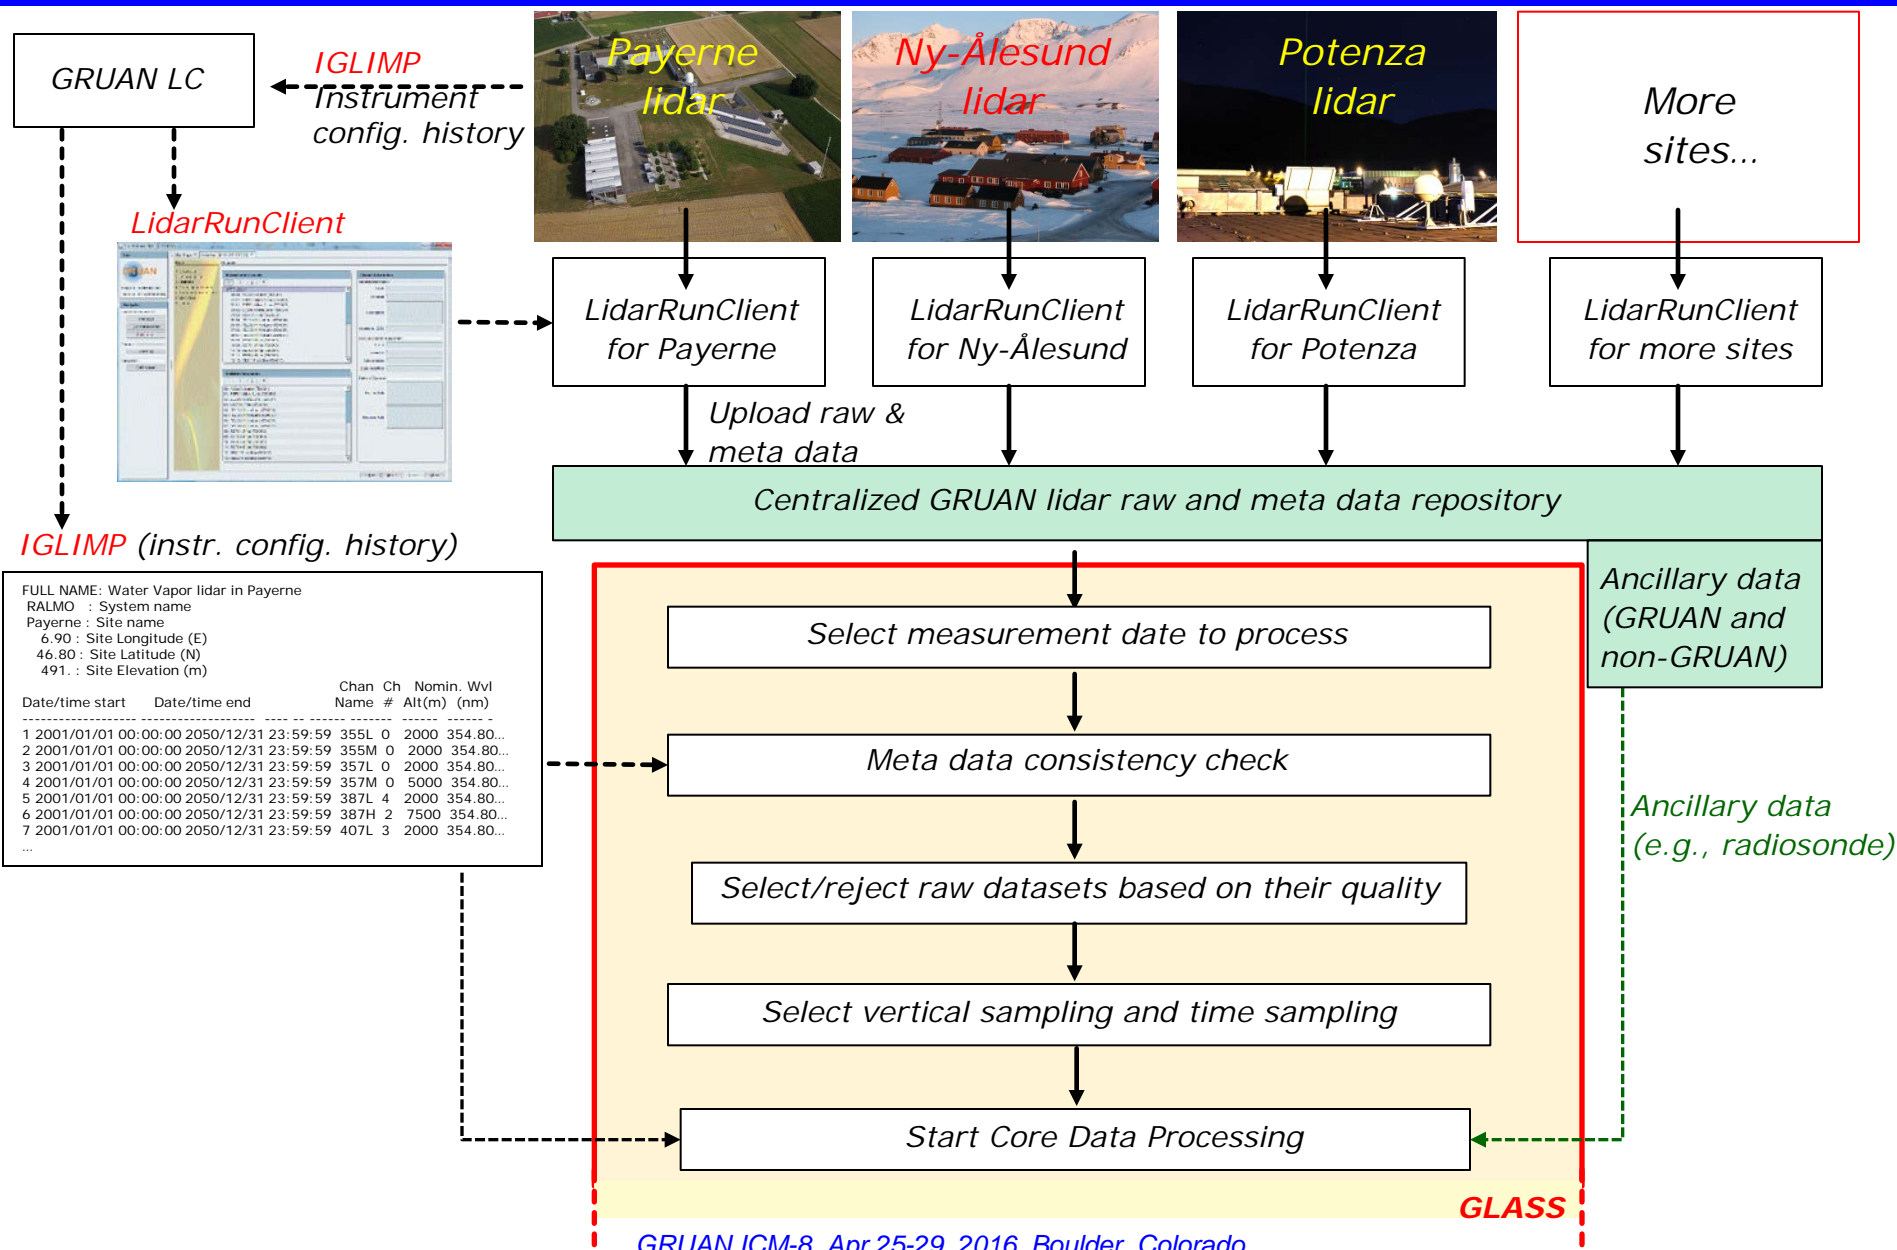 GRUAN LC
IGLIMP
Instrument
config. history
Payerne
lidar
Ny-Ålesund
lidar
Potenza
lidar
More
sites...
LidarRunClient
LidarRunClient
for Payerne
LidarRunClient
for Ny-Ålesund
LidarRunClient
for Potenza
LidarRunClient
for more sites
Upload raw &
meta data
Centralized GRUAN lidar raw and meta data repository
IGLIMP (instr. config. history)
FULL NAME: Water Vapor lidar in Payerne
RALMO : System name
Payerne : Site name
6.90 : Site Longitude (E)
46.80 : Site Latitude (N)
491. : Site Elevation (m)
Chan Ch Nomin. Wvl
Date/time start Date/time end Name # Alt(m) (nm)
------------------- ------------------- ---- -- ------ ------- ------ ------ -
1 2001/01/01 00:00:00 2050/12/31 23:59:59 355L 0 2000 354.80...
2 2001/01/01 00:00:00 2050/12/31 23:59:59 355M 0 2000 354.80...
3 2001/01/01 00:00:00 2050/12/31 23:59:59 357L 0 2000 354.80...
4 2001/01/01 00:00:00 2050/12/31 23:59:59 357M 0 5000 354.80...
5 2001/01/01 00:00:00 2050/12/31 23:59:59 387L 4 2000 354.80...
6 2001/01/01 00:00:00 2050/12/31 23:59:59 387H 2 7500 354.80...
7 2001/01/01 00:00:00 2050/12/31 23:59:59 407L 3 2000 354.80...
...
Ancillary data
(GRUAN and
non-GRUAN)
Select measurement date to process
Meta data consistency check
Select/reject raw datasets based on their quality
Select vertical sampling and time sampling
Start Core Data Processing
Ancillary data
(e.g., radiosonde)
GLASS
GRUAN ICM-8, Apr 25-29, 2016, Boulder, Colorado